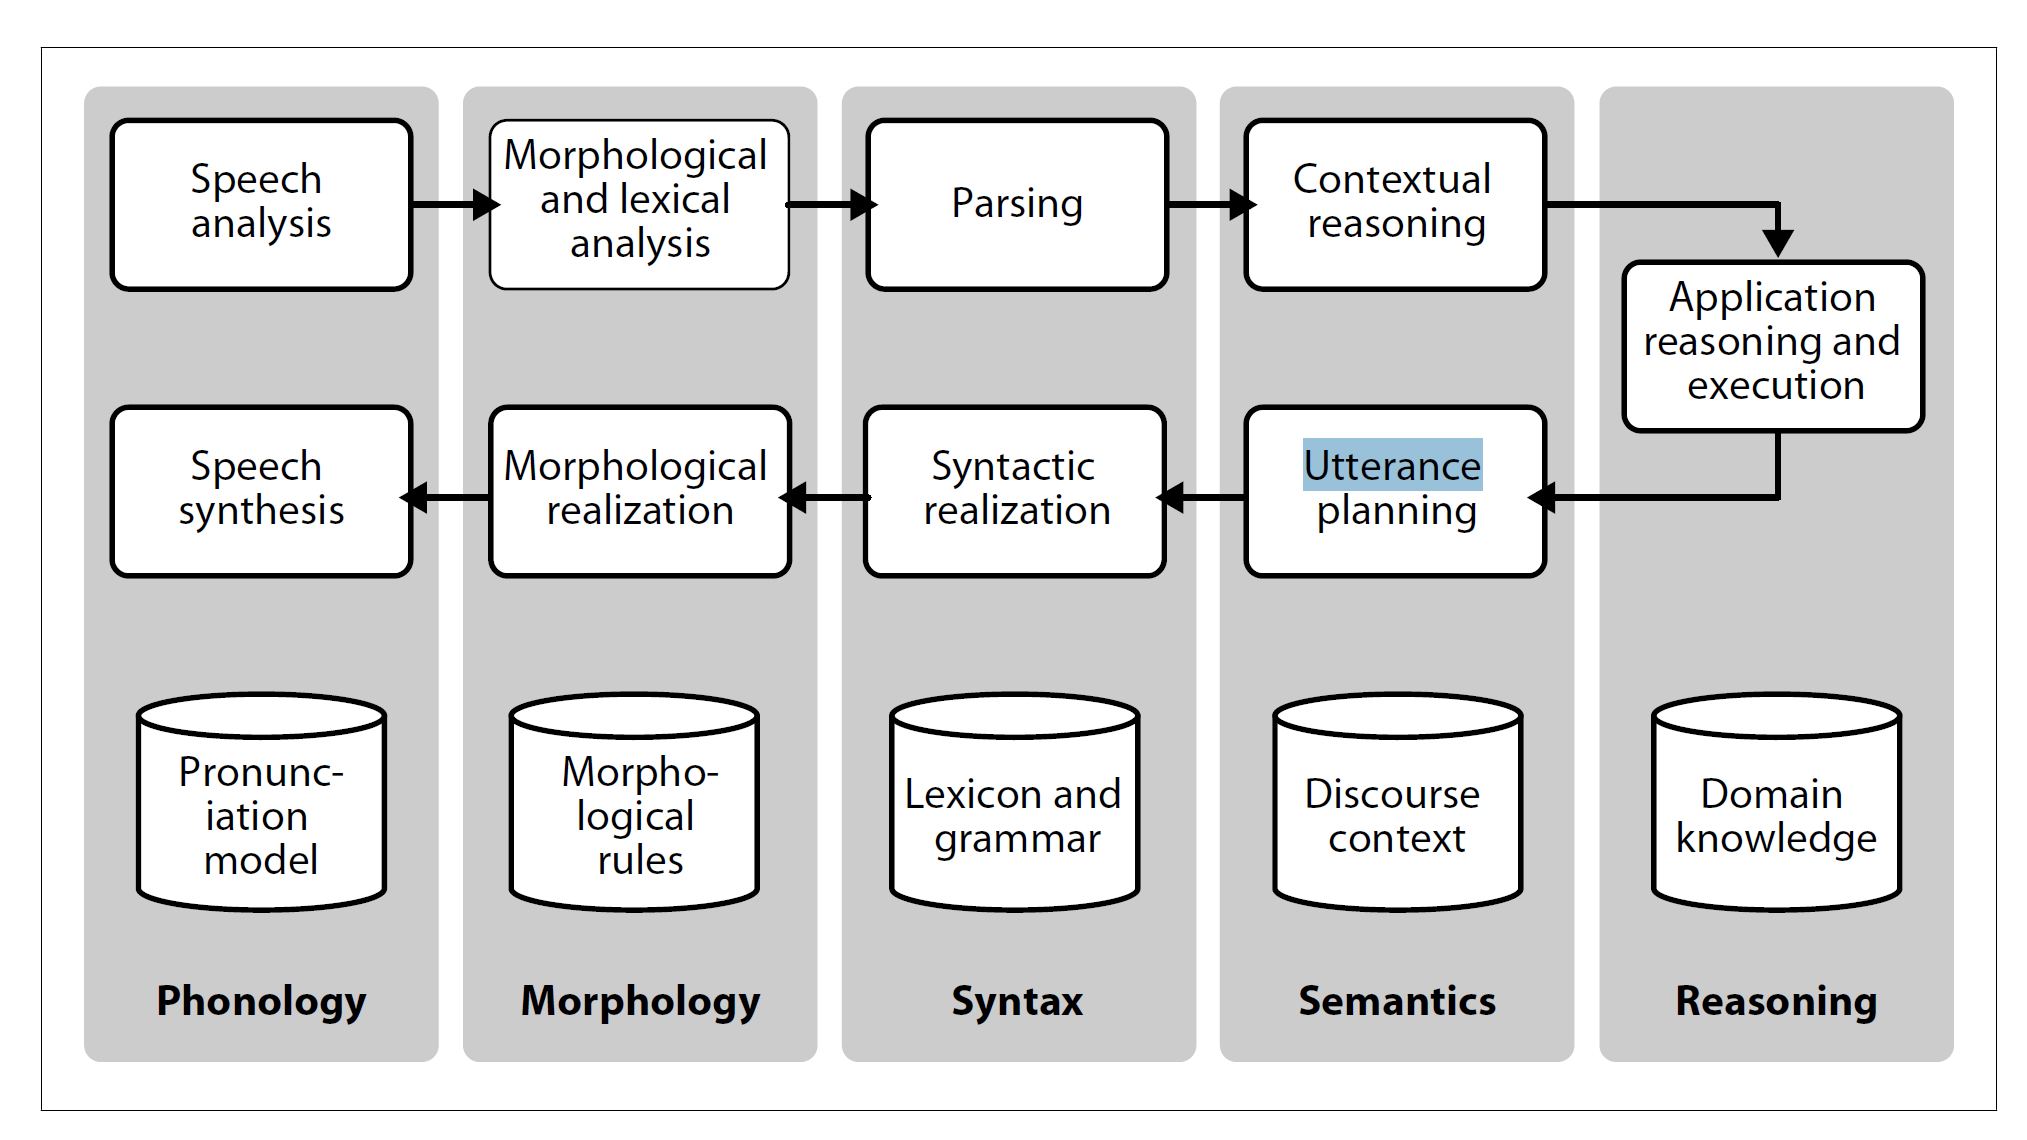 Speech
analysis
Morphological
and lexical
analysis
Parsing
Contextual
reasoning
Application
reasoning and
execution
Speech
synthesis
Morphological
realization
Syntactic
realization
Utterance
planning
Pronunc-
iation
model
Morpho-
logical
rules
Lexicon and
grammar
Discourse
context
Domain
knowledge
Phonology
Morphology
Syntax
Semantics
Reasoning